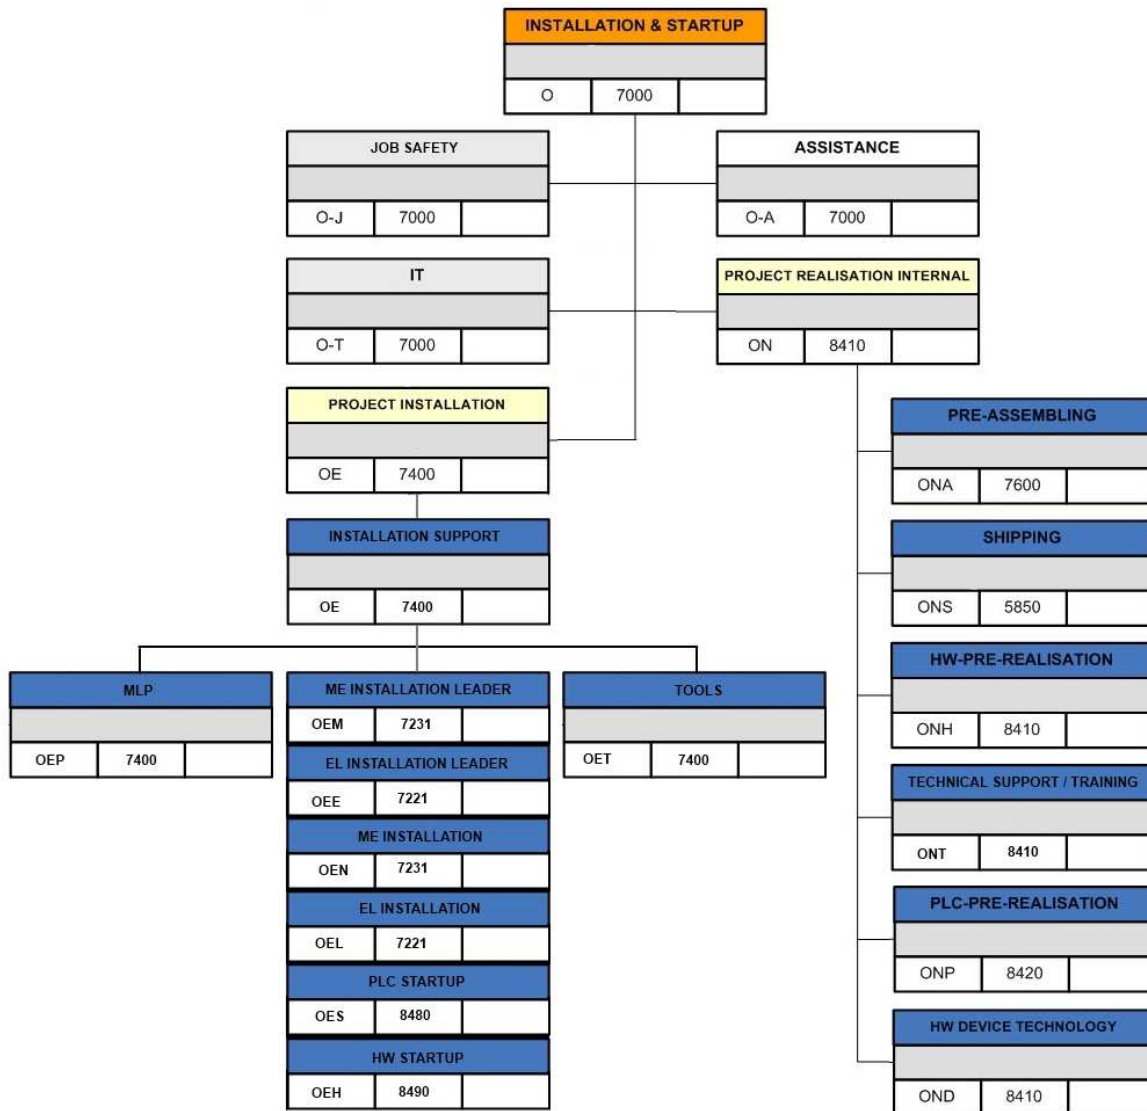 INSTALLATION & STARTUP
O 7000
JOB SAFETY
O-J 7000
ASSISTANCE
O-A 7000
IT
O-T 7000
PROJECT REALISATION INTERNAL
ON 8410
PROJECT INSTALLATION
OE 7400
INSTALLATION SUPPORT
OE 7400
MLP
OEP 7400
ME INSTALLATION LEADER
OEM 7231
EL INSTALLATION LEADER
OEE 7221
ME INSTALLATION
OEN 7231
EL INSTALLATION
OEL 7221
PLC STARTUP
OES 8480
HW STARTUP
OEH 8490
TOOLS
OET 7400
PRE-ASSEMBLING
ONA 7600
SHIPPING
ONS 5850
HW-PRE-REALISATION
ONH 8410
TECHNICAL SUPPORT / TRAINING
ONT 8410
PLC-PRE-REALISATION
ONP 8420
HW DEVICE TECHNOLOGY
OND 8410